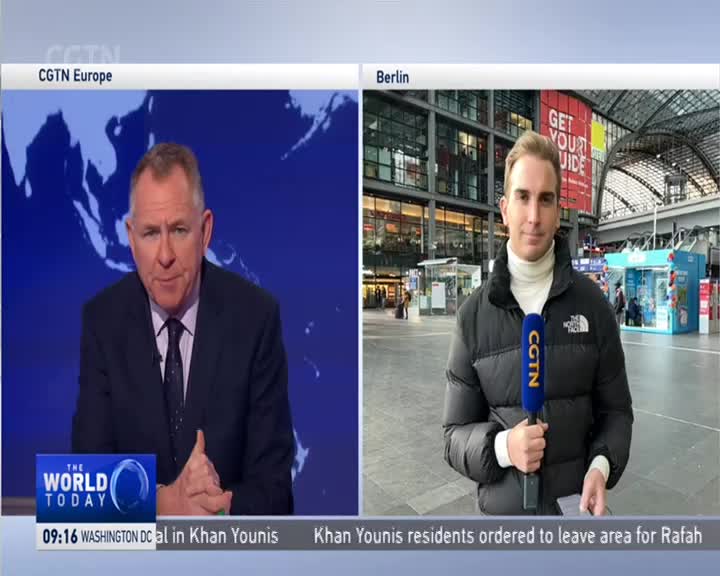 CGTN
CGTN Europe
Berlin
GET
YOUR
GUIDE
THE
NORTH
FACE
CGTN
THE
WORLD
TODAY
09:16 WASHINGTON DC
al in Khan Younis Khan Younis residents ordered to leave area for Rafah